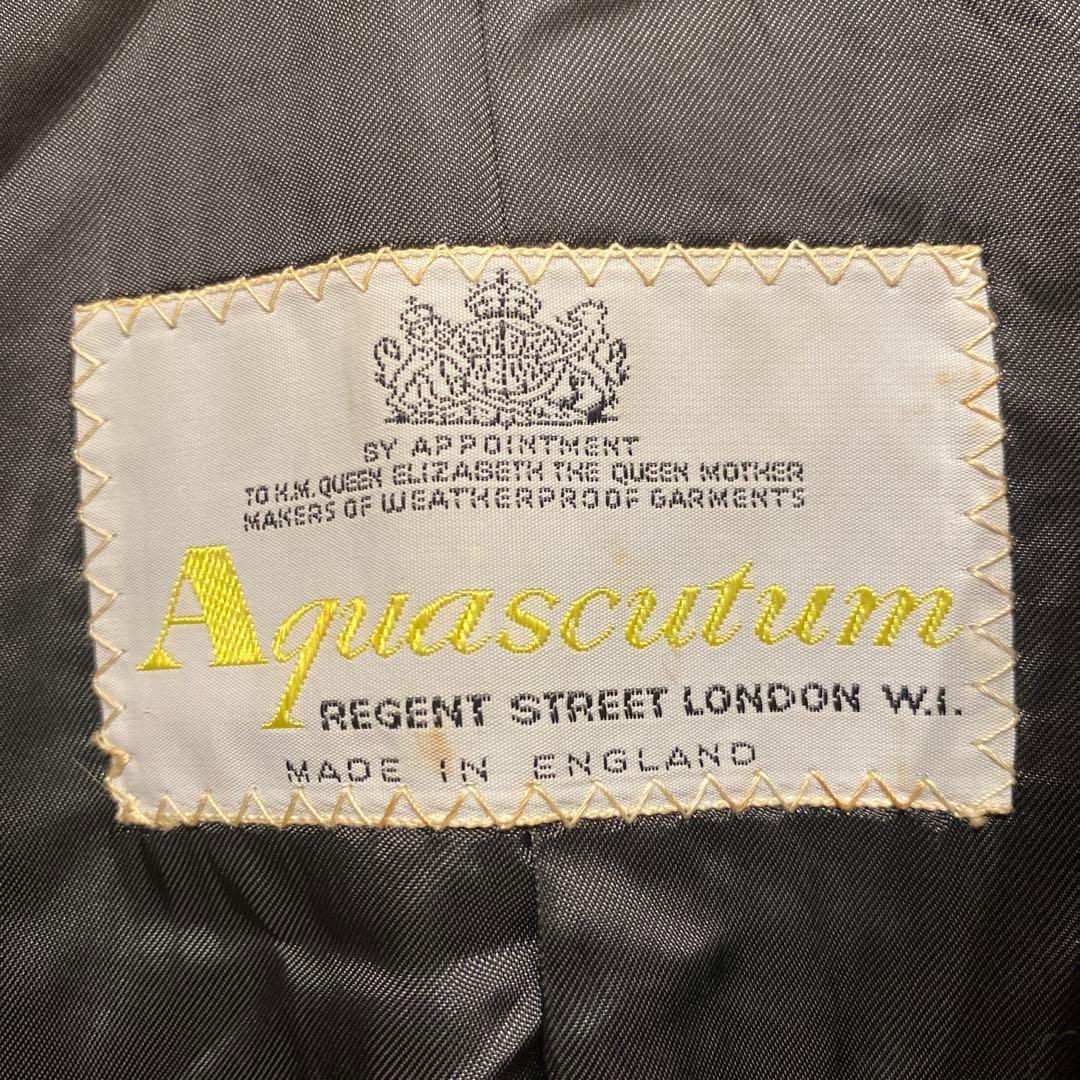 BY APPOINTMENT
TO H.M. QUEEN ELIZABETH THE QUEEN MOTHER
MAKERS OF WEATHERPROOF GARMENTS
Aquascutum
REGENT STREET LONDON W.1.
MADE IN ENGLAND